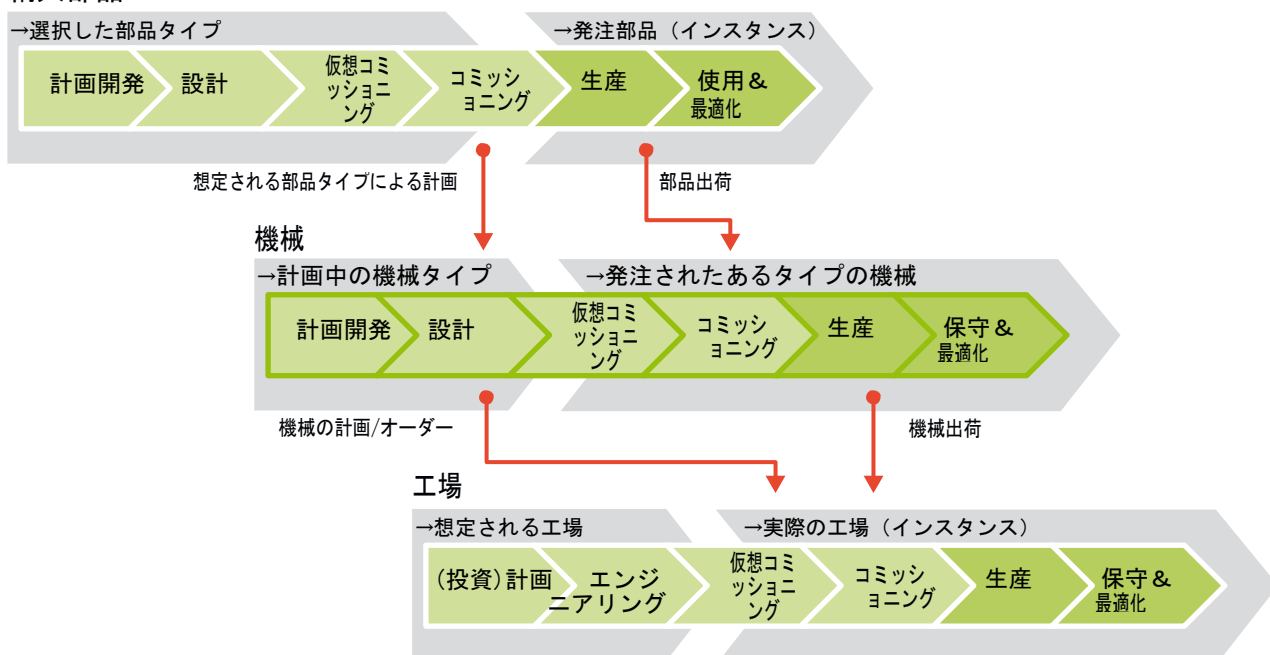 →選択した部品タイプ
→発注部品（インスタンス）
計画開発
設計
仮想コミ
ッショニ
ング
コミッシ
ョニング
生産
使用＆
最適化
想定される部品タイプによる計画
部品出荷
機械
→計画中の機械タイプ
→発注されたあるタイプの機械
計画開発
設計
仮想コミ
ッショニ
ング
コミッシ
ョニング
生産
保守＆
最適化
機械の計画/オーダー
機械出荷
工場
→想定される工場
→実際の工場（インスタンス）
(投資)計画
エンジ
ニアリング
仮想コミ
ッショニ
ング
コミッシ
ョニング
生産
保守＆
最適化